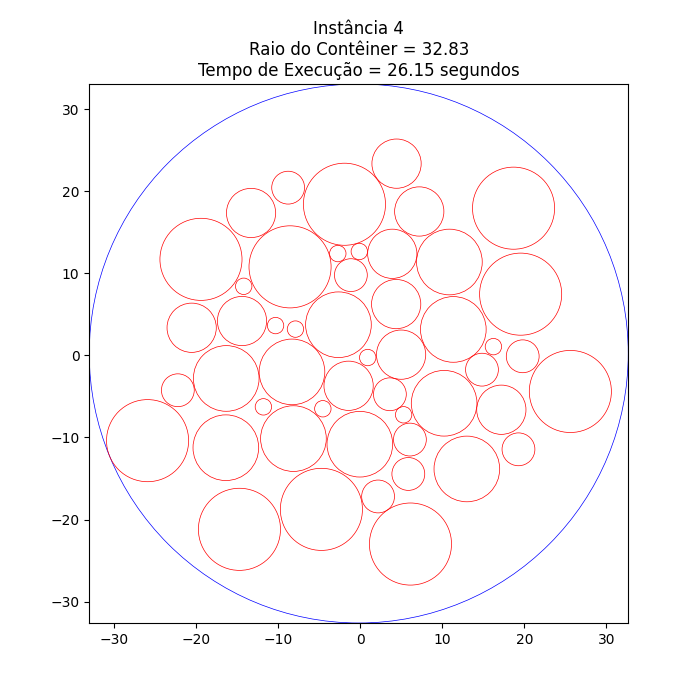 Instância 4
Raio do Contêiner = 32.83
Tempo de Execução = 26.15 segundos
30
20
10
0
−10
−20
−30
−30 −20 −10 0 10 20 30